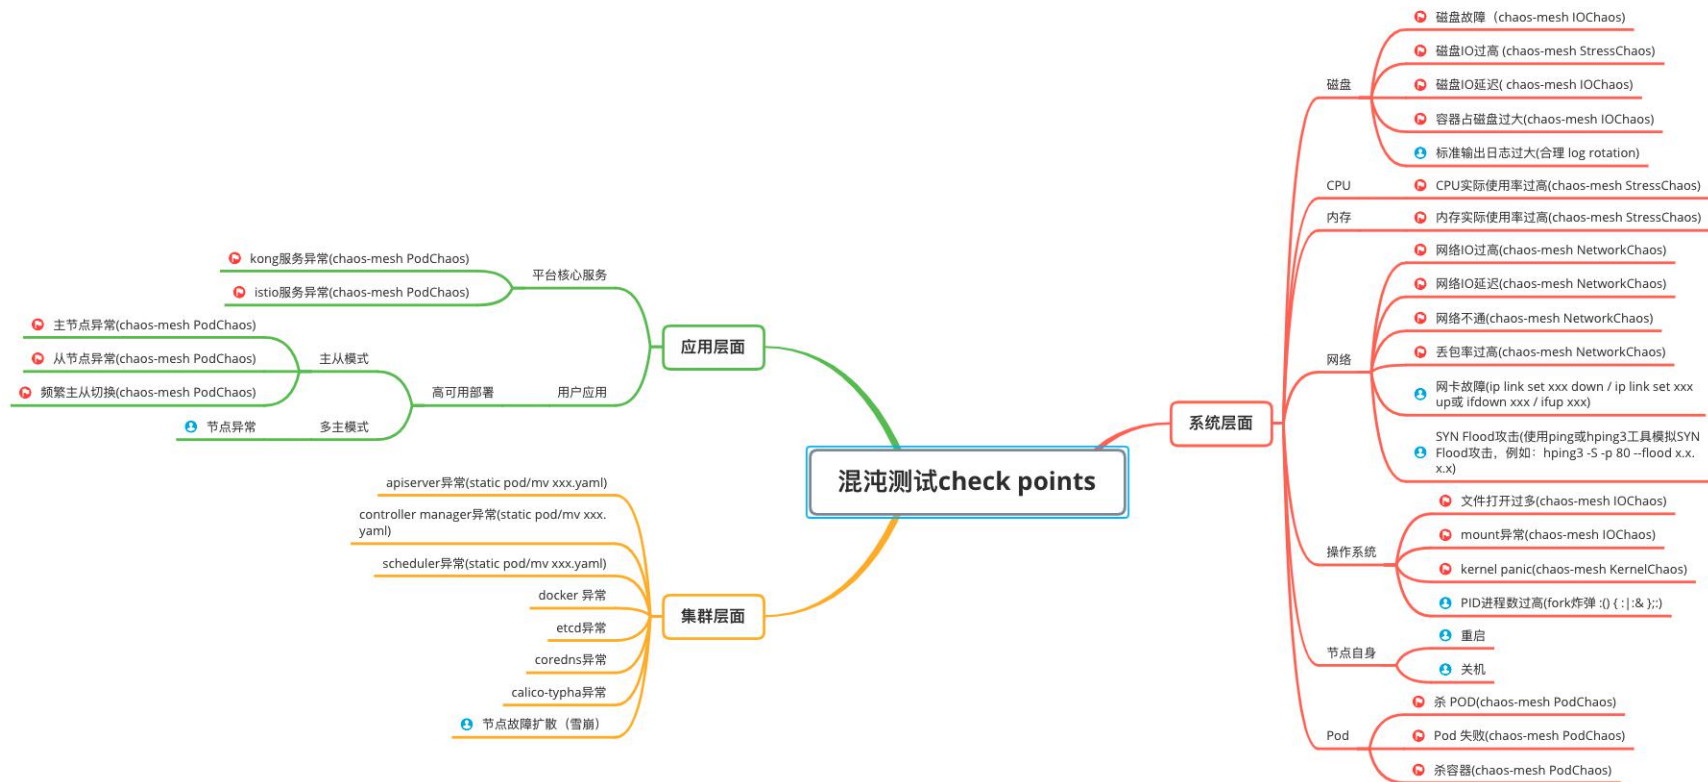 混沌测试check points
系统层面
磁盘
磁盘故障（chaos-mesh IOChaos)
磁盘IO过高 (chaos-mesh StressChaos)
磁盘IO延迟( chaos-mesh IOChaos)
容器占磁盘过大(chaos-mesh IOChaos)
标准输出日志过大(合理 log rotation)
CPU
CPU实际使用率过高(chaos-mesh StressChaos)
内存
内存实际使用率过高(chaos-mesh StressChaos)
网络
网络IO过高(chaos-mesh NetworkChaos)
网络IO延迟(chaos-mesh NetworkChaos)
网络不通(chaos-mesh NetworkChaos)
丢包率过高(chaos-mesh NetworkChaos)
网卡故障(ip link set xxx down / ip link set xxx
up或 ifdown xxx / ifup xxx)
SYN Flood攻击(使用ping或hping3工具模拟SYN
Flood攻击，例如：hping3 -S -p 80 --flood x.x.
x.x)
操作系统
文件打开过多(chaos-mesh IOChaos)
mount异常(chaos-mesh IOChaos)
kernel panic(chaos-mesh KernelChaos)
PID进程数过高(fork炸弹 :() { :|:& };:)
节点自身
重启
关机
Pod
杀 POD(chaos-mesh PodChaos)
Pod 失败(chaos-mesh PodChaos)
杀容器(chaos-mesh PodChaos)
应用层面
平台核心服务
kong服务异常(chaos-mesh PodChaos)
istio服务异常(chaos-mesh PodChaos)
用户应用
高可用部署
主从模式
主节点异常(chaos-mesh PodChaos)
从节点异常(chaos-mesh PodChaos)
频繁主从切换(chaos-mesh PodChaos)
多主模式
节点异常
集群层面
apiserver异常(static pod/mv xxx.yaml)
controller manager异常(static pod/mv xxx.
yaml)
scheduler异常(static pod/mv xxx.yaml)
docker 异常
etcd异常
coredns异常
calico-typha异常
节点故障扩散（雪崩）